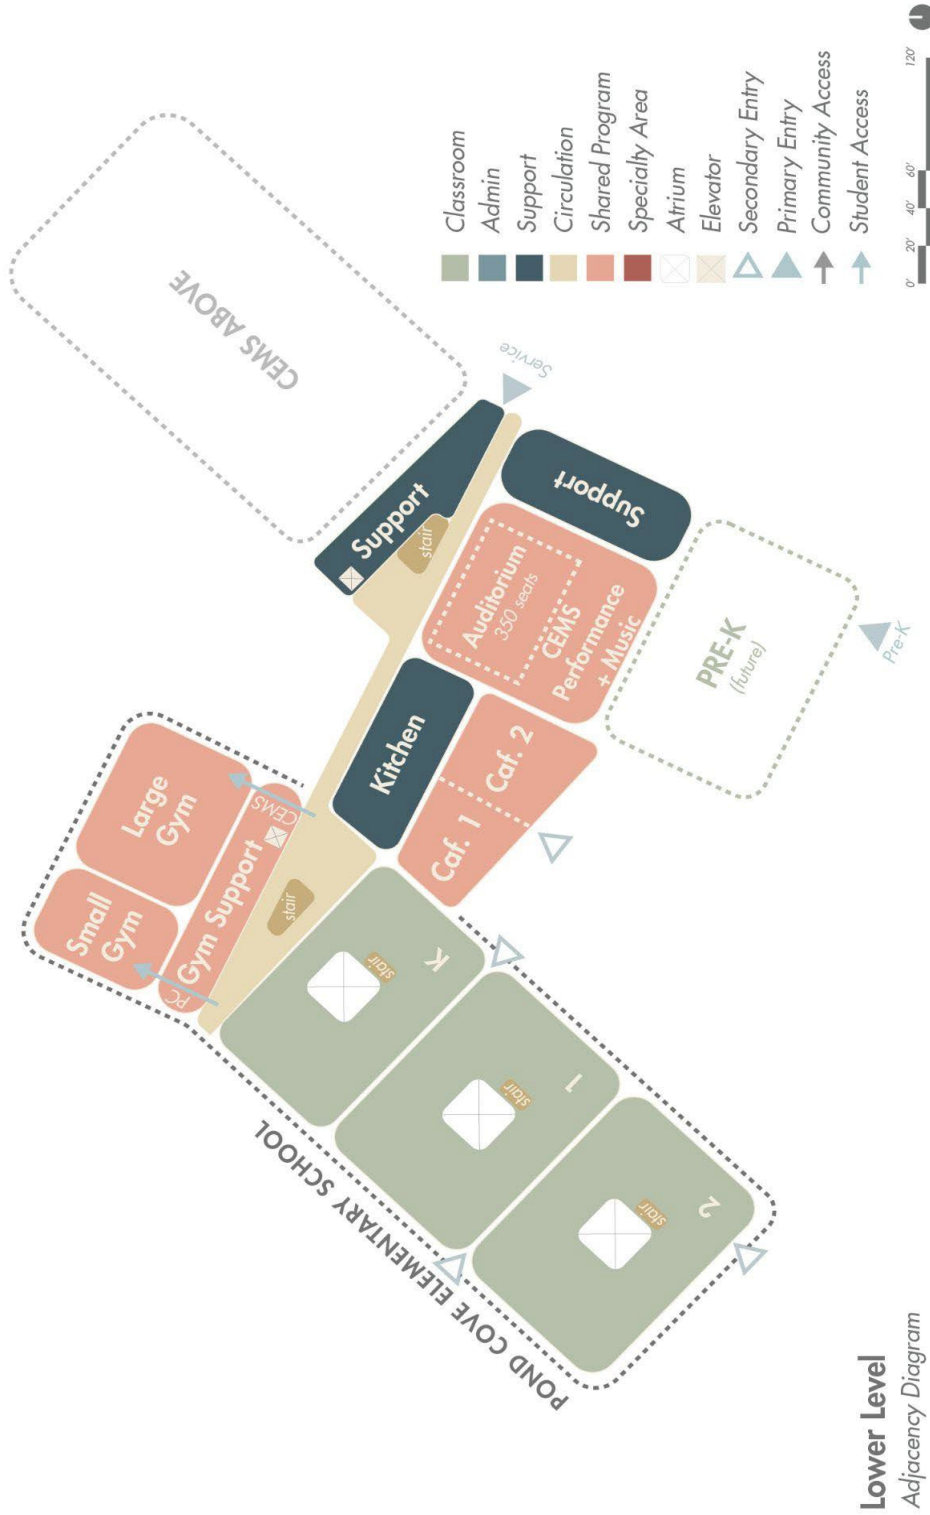 Lower Level
Adjacency Diagram
POND COVE ELEMENTARY SCHOOL
2
stair
1
stair
K
stair
PC
Small
Gym
Large
Gym
Gym Support
CEMS
stair
Caf. 1
Caf. 2
Kitchen
Auditorium
350 seats
CEMS
Performance
+ Music
Support
stair
Support
Service
CEMS ABOVE
PRE-K
(future)
Pre-K
Classroom
Admin
Support
Circulation
Shared Program
Specialty Area
Atrium
Elevator
Secondary Entry
Primary Entry
Community Access
Student Access
0' 20' 40' 60' 120'